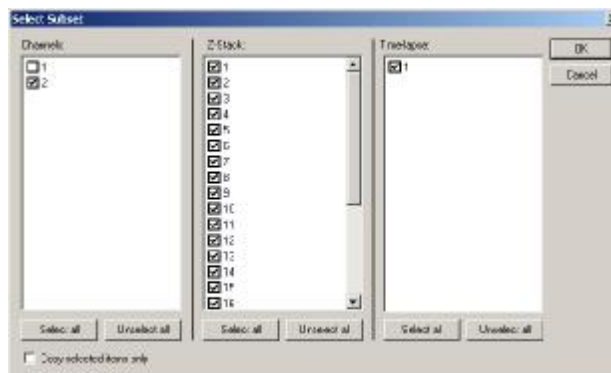 Select Subset
Channels:
1
2
Z-Stack:
1
2
3
4
5
6
7
8
9
10
11
12
13
14
15
16
Timelapse:
1
OK
Cancel
Select all
Unselect all
Select all
Unselect all
Select all
Unselect all
Copy selected items only